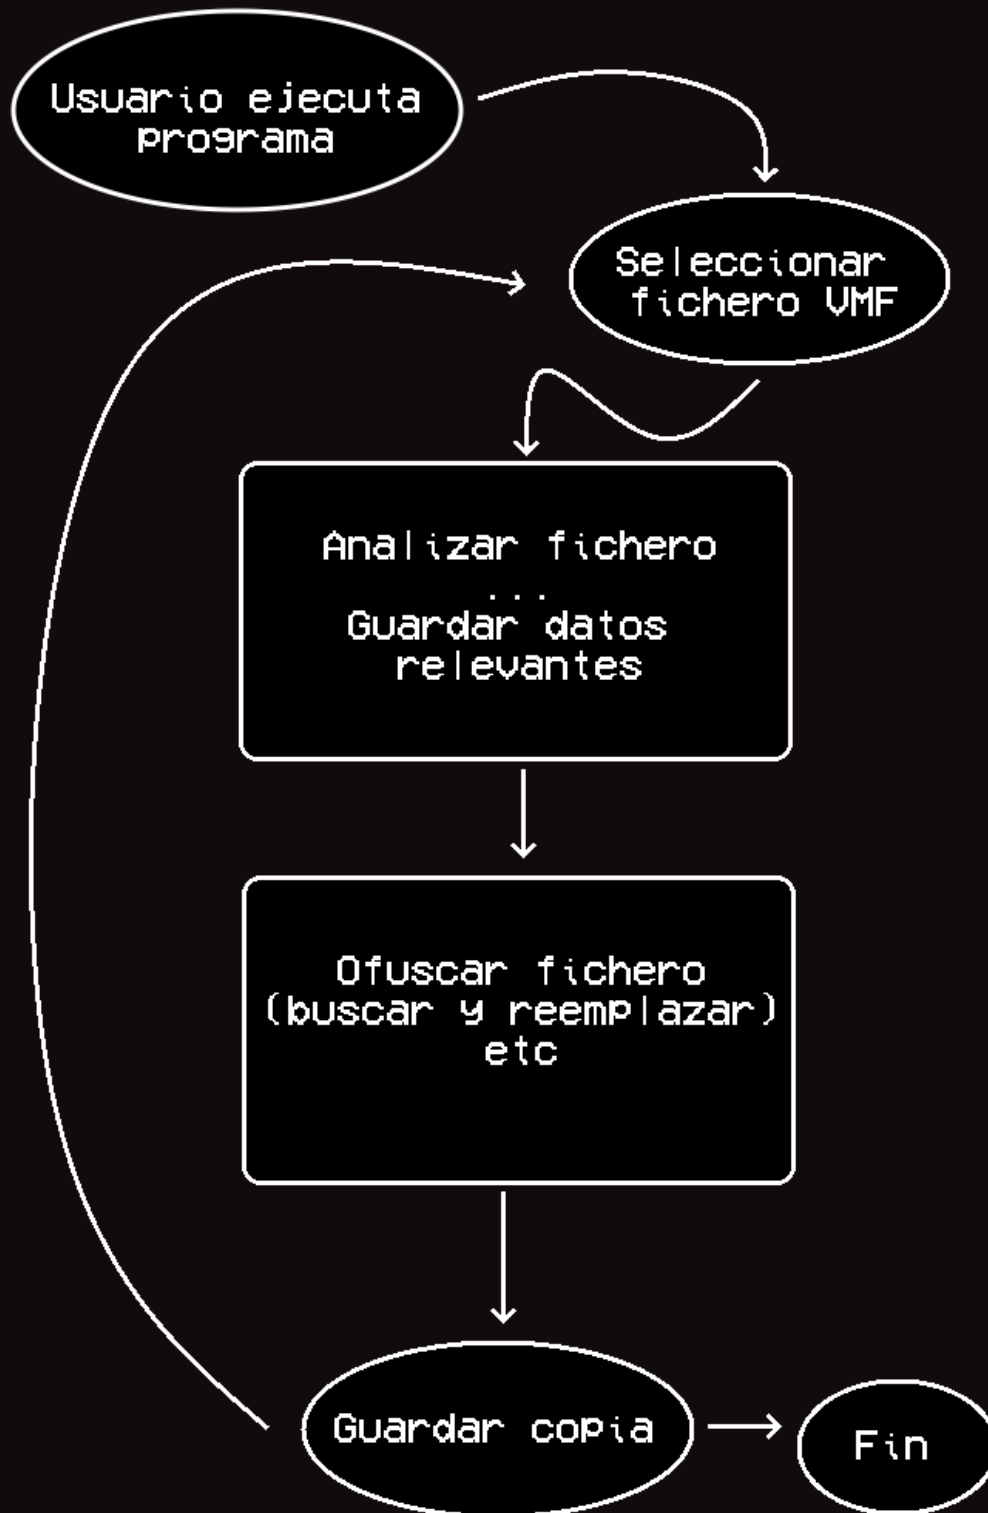 Usuario ejecuta
programa
Seleccionar
fichero VMF
Analizar fichero
...
Guardar datos
relevantes
Ofuscar fichero
(buscar y reemplazar)
etc
Guardar copia
Fin